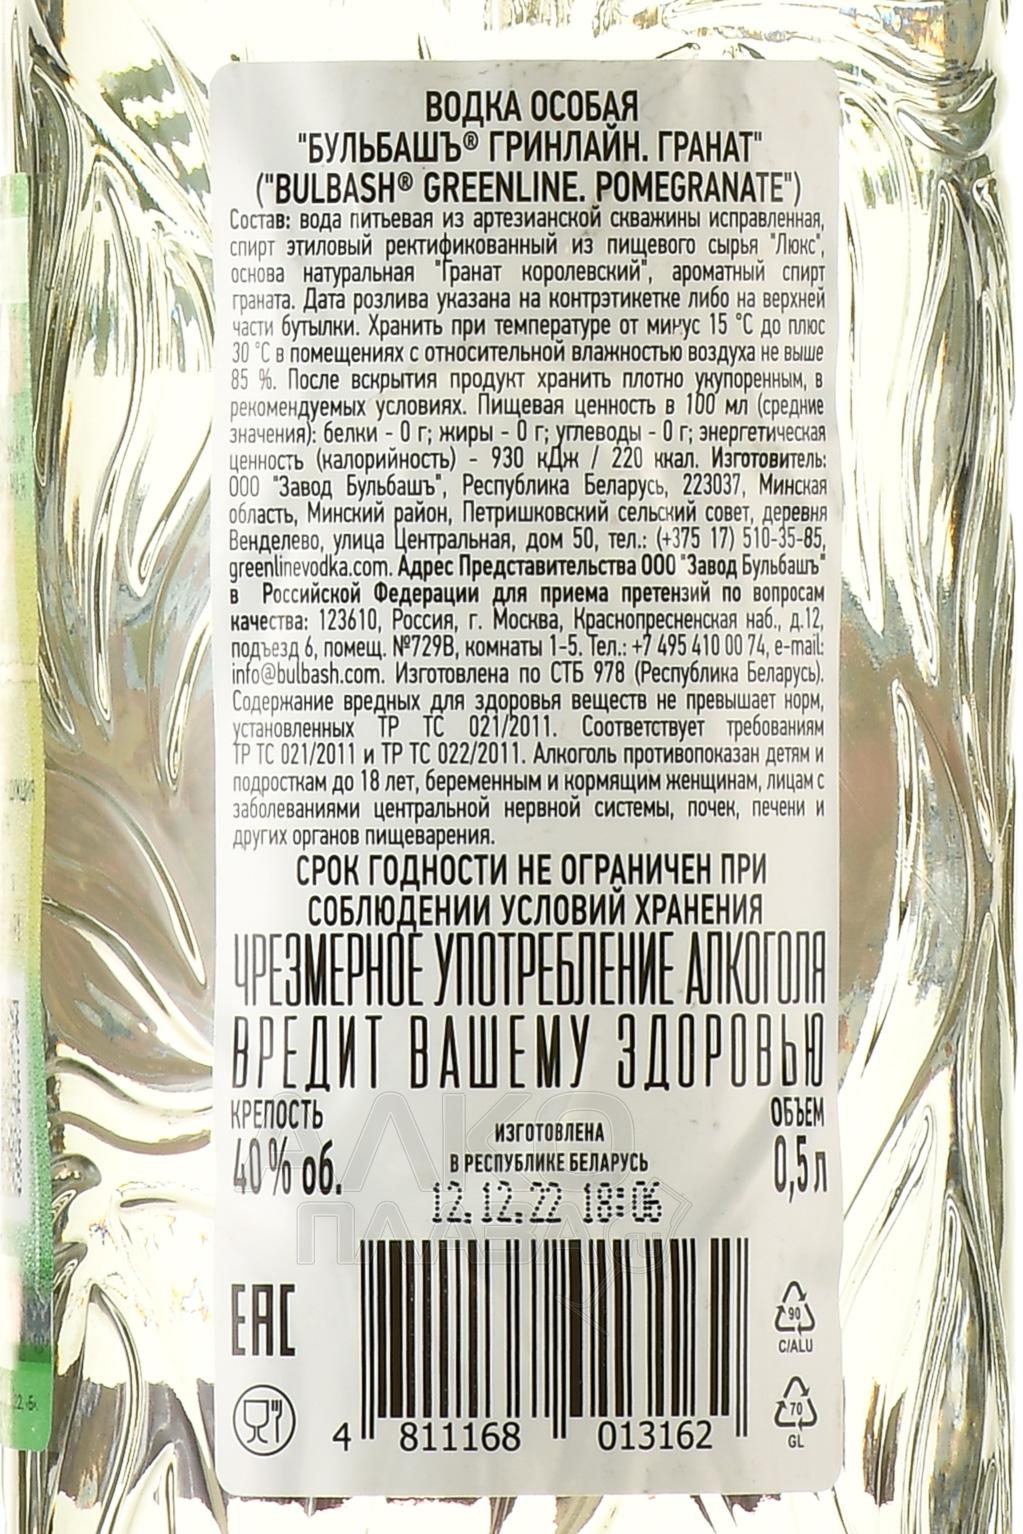 ВОДКА ОСОБАЯ
"БУЛЬБАШЪ® ГРИНЛАЙН. ГРАНАТ"
("BULBASH® GREENLINE. POMEGRANATE")
Состав: вода питьевая из артезианской скважины исправленная,
спирт этиловый ректификованный из пищевого сырья "Люкс",
основа натуральная "Гранат королевский", ароматный спирт
граната. Дата розлива указана на контрэтикетке либо на верхней
части бутылки. Хранить при температуре от минус 15 °С до плюс
30 °С в помещениях с относительной влажностью воздуха не выше
85 %. После вскрытия продукт хранить плотно укупоренным, в
рекомендуемых условиях. Пищевая ценность в 100 мл (средние
значения): белки - 0 г; жиры - 0 г; углеводы - 0 г; энергетическая
ценность (калорийность) - 930 кДж / 220 ккал. Изготовитель:
ООО "Завод Бульбашъ", Республика Беларусь, 223037, Минская
область, Минский район, Петришковский сельский совет, деревня
Венделево, улица Центральная, дом 50, тел.: (+375 17) 510-35-85,
greenlinevodka.com. Адрес Представительства ООО "Завод Бульбашъ"
в Российской Федерации для приема претензий по вопросам
качества: 123610, Россия, г. Москва, Краснопресненская наб., д.12,
подъезд 6, помещ. №729В, комнаты 1-5. Тел.: +7 495 410 00 74, e-mail:
info@bulbash.com. Изготовлена по СТБ 978 (Республика Беларусь).
Содержание вредных для здоровья веществ не превышает норм,
установленных ТР ТС 021/2011. Соответствует требованиям
ТР ТС 021/2011 и ТР ТС 022/2011. Алкоголь противопоказан детям и
подросткам до 18 лет, беременным и кормящим женщинам, лицам с
заболеваниями центральной нервной системы, почек, печени и
других органов пищеварения.
СРОК ГОДНОСТИ НЕ ОГРАНИЧЕН ПРИ
СОБЛЮДЕНИИ УСЛОВИЙ ХРАНЕНИЯ
ЧРЕЗМЕРНОЕ УПОТРЕБЛЕНИЕ АЛКОГОЛЯ
ВРЕДИТ ВАШЕМУ ЗДОРОВЬЮ
КРЕПОСТЬ
40% об.
ИЗГОТОВЛЕНА
В РЕСПУБЛИКЕ БЕЛАРУСЬ
12.12.22 18:06
ОБЪЕМ
0,5 л
АЛКО
ПЛАЗА.ru
EAC
4 811168 013162
90
C/ALU
70
GL